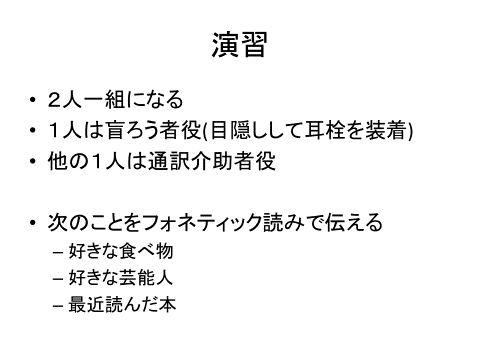 演習
• ２人一組になる
• １人は盲ろう者役(目隠しして耳栓を装着)
• 他の１人は通訳介助者役
• 次のことをフォネティック読みで伝える
– 好きな食べ物
– 好きな芸能人
– 最近読んだ本